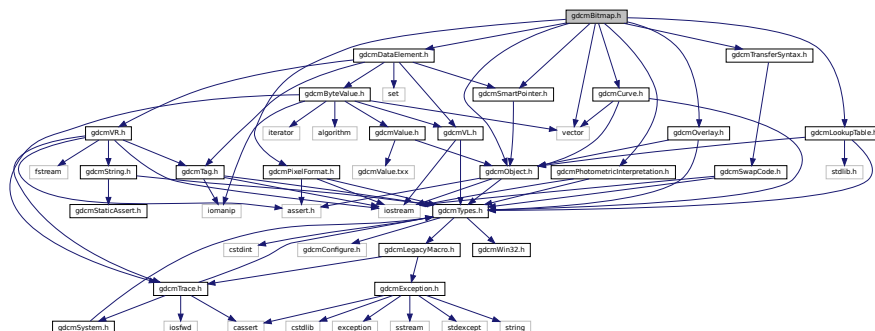 gdcmBitmap.h
gdcmDataElement.h
gdcmTransferSyntax.h
gdcmByteValue.h
set
gdcmSmartPointer.h
gdcmCurve.h
gdcmVR.h
iterator
algorithm
gdcmValue.h
gdcmVL.h
vector
gdcmOverlay.h
gdcmLookupTable.h
fstream
gdcmString.h
gdcmTag.h
gdcmPixelFormat.h
gdcmValue.txx
gdcmObject.h
gdcmPhotometricInterpretation.h
gdcmSwapCode.h
stdlib.h
gdcmStaticAssert.h
iomanip
assert.h
iostream
gdcmTypes.h
cstdint
gdcmConfigure.h
gdcmLegacyMacro.h
gdcmWin32.h
gdcmTrace.h
gdcmException.h
gdcmSystem.h
iosfwd
cassert
cstdlib
exception
sstream
stdexcept
string